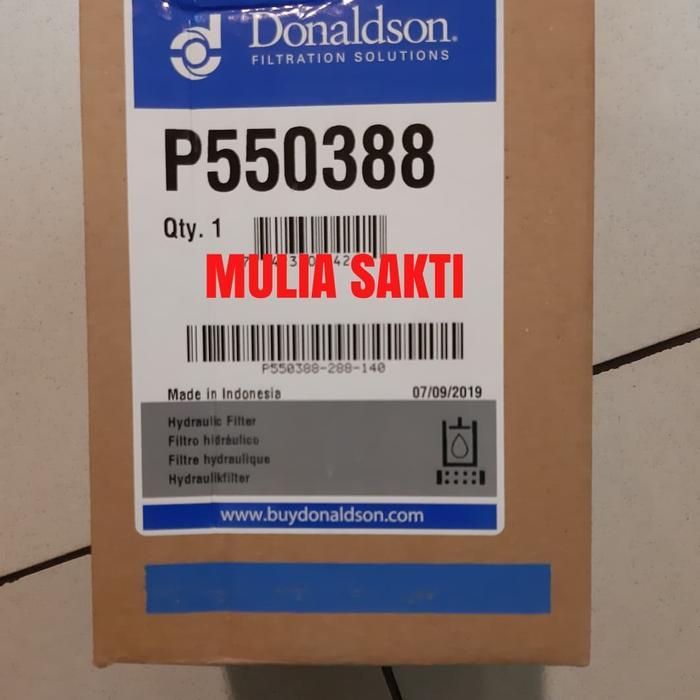 Donaldson.
FILTRATION SOLUTIONS
P550388
Qty. 1
MULIA SAKTI
P550388-288-140
Made in Indonesia 07/09/2019
Hydraulic Filter
Filtro hidráulico
Filtre hydraulique
Hydraulikfilter
www.buydonaldson.com